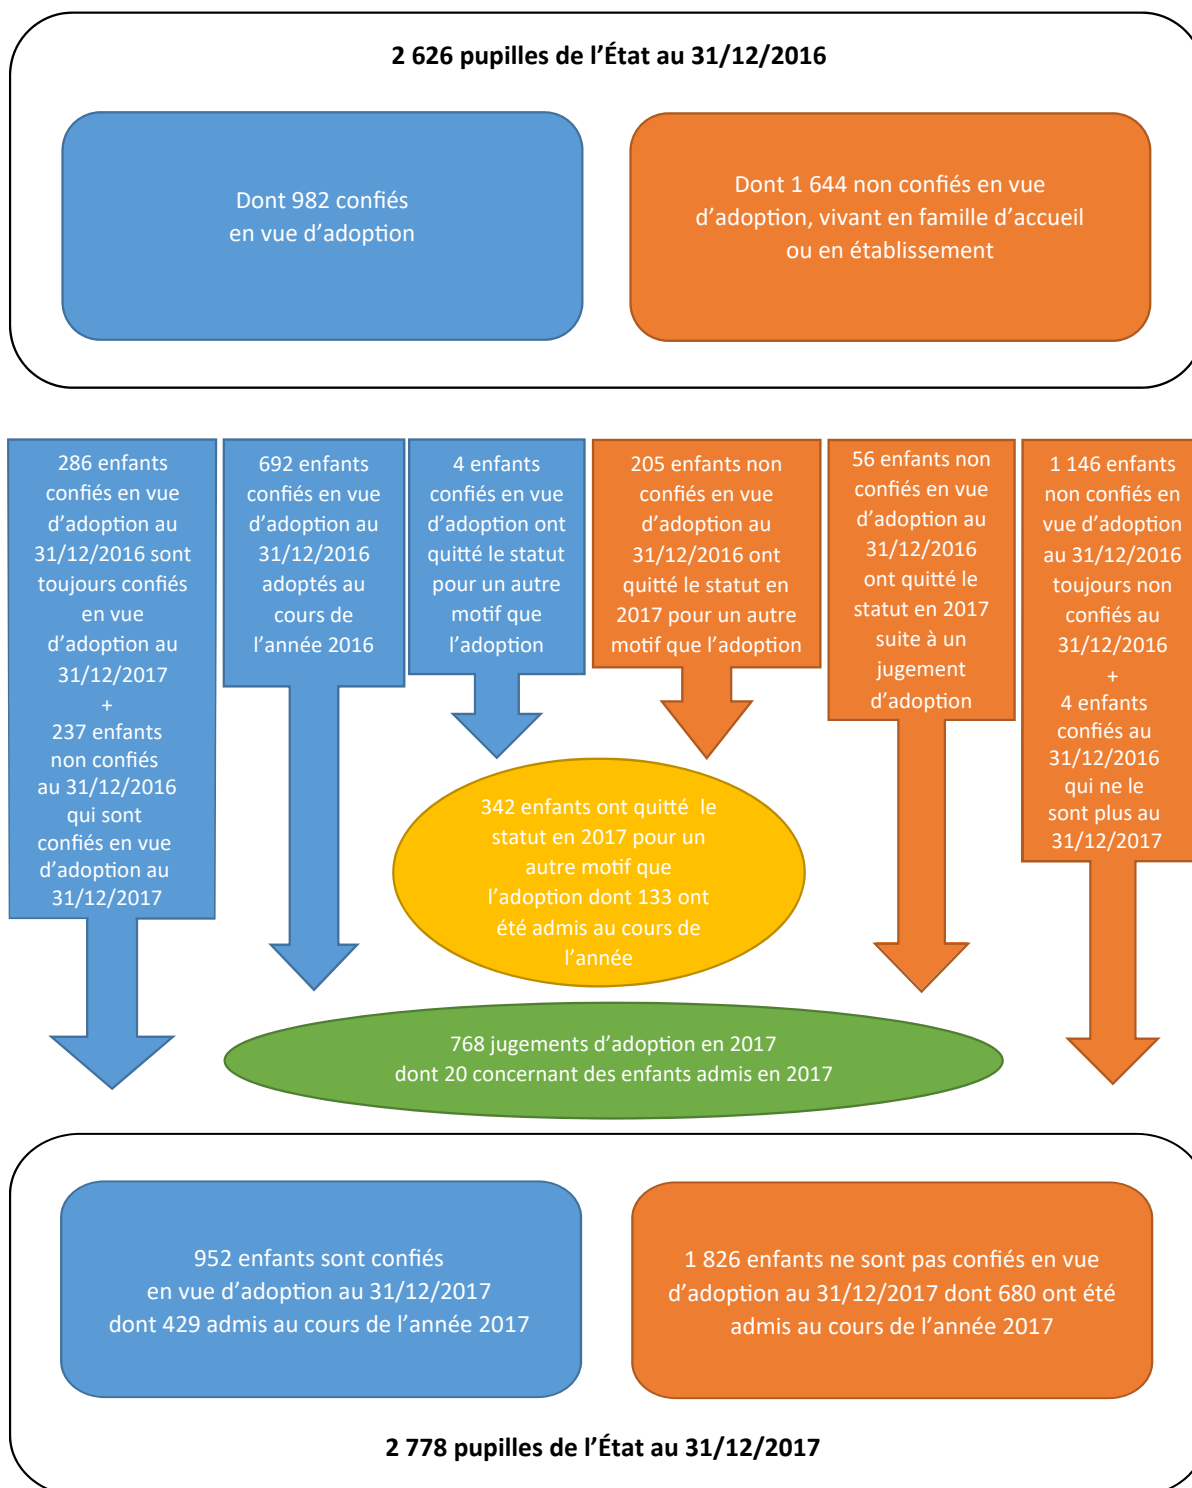 2 626 pupilles de l’État au 31/12/2016
Dont 982 confiés
en vue d’adoption
Dont 1 644 non confiés en vue
d’adoption, vivant en famille d’accueil
ou en établissement
286 enfants
confiés en vue
d’adoption au
31/12/2016 sont
toujours confiés
en vue
d’adoption au
31/12/2017
+
237 enfants
non confiés
au 31/12/2016
qui sont
confiés en vue
d’adoption au
31/12/2017
692 enfants
confiés en vue
d’adoption au
31/12/2016
adoptés au
cours de
l’année 2016
4 enfants
confiés en vue
d’adoption ont
quitté le statut
pour un autre
motif que
l’adoption
205 enfants non
confiés en vue
d’adoption au
31/12/2016 ont
quitté le statut en
2017 pour un autre
motif que l’adoption
56 enfants non
confiés en vue
d’adoption au
31/12/2016
ont quitté le
statut en 2017
suite à un
jugement
d’adoption
1 146 enfants
non confiés en
vue d’adoption
au 31/12/2016
toujours non
confiés au
31/12/2016
+
4 enfants
confiés au
31/12/2016
qui ne le
sont plus au
31/12/2017
342 enfants ont quitté le
statut en 2017 pour un
autre motif que
l’adoption dont 133 ont
été admis au cours de
l’année
768 jugements d’adoption en 2017
dont 20 concernant des enfants admis en 2017
952 enfants sont confiés
en vue d’adoption au 31/12/2017
dont 429 admis au cours de l’année 2017
1 826 enfants ne sont pas confiés en vue
d’adoption au 31/12/2017 dont 680 ont été
admis au cours de l’année 2017
2 778 pupilles de l’État au 31/12/2017